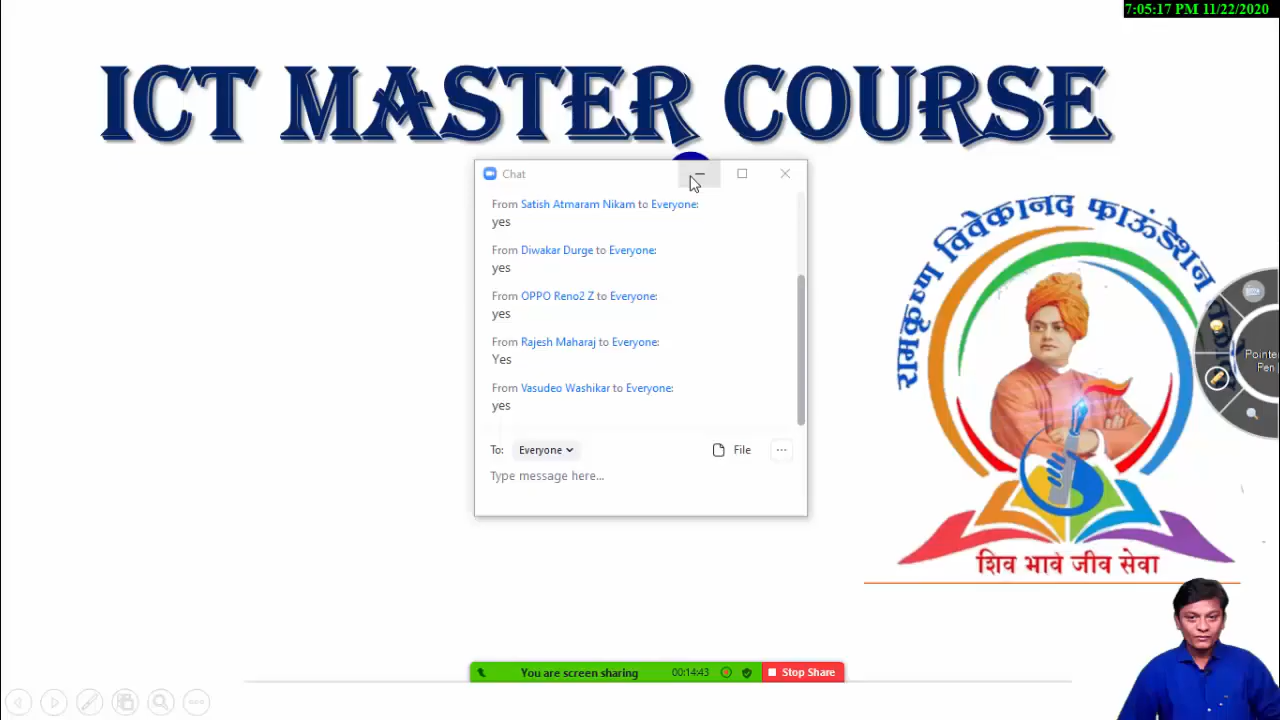 7:05:17 PM 11/22/2020
ICT MASTER COURSE
Chat
From Satish Atmaram Nikam to Everyone:
yes
From Diwakar Durge to Everyone:
yes
From OPPO Reno2 Z to Everyone:
yes
From Rajesh Maharaj to Everyone:
Yes
From Vasudeo Washikar to Everyone:
yes
To: Everyone File
Type message here...
रामकृष्ण विवेकानंद फाऊंडेशन
शिव भावे जीव सेवा
Pointer
Pen
You are screen sharing 00:14:43 Stop Share